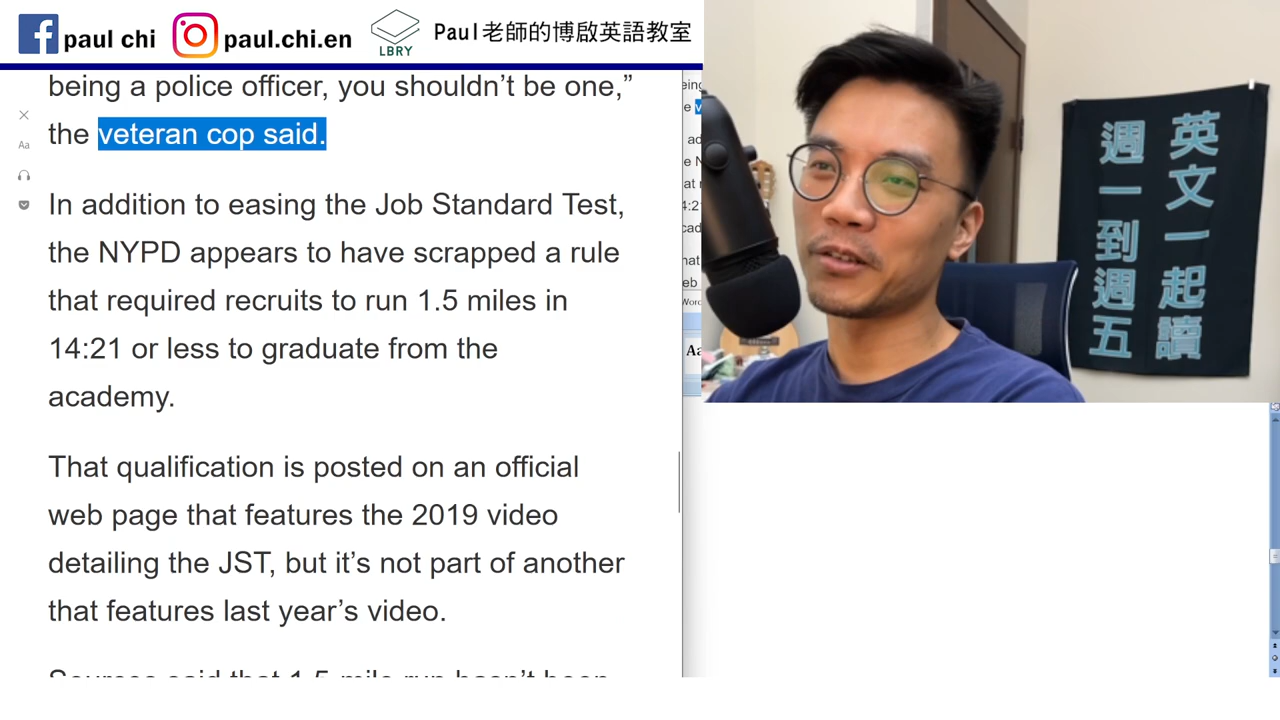 paul chi
paul.chi.en
LBRY
Paul老師的博啟英語教室
being a police officer, you shouldn’t be one,”
the veteran cop said.
Aa
In addition to easing the Job Standard Test,
the NYPD appears to have scrapped a rule
that required recruits to run 1.5 miles in
14:21 or less to graduate from the
academy.
That qualification is posted on an official
web page that features the 2019 video
detailing the JST, but it’s not part of another
that features last year’s video.
英文一起讀
週一到週五